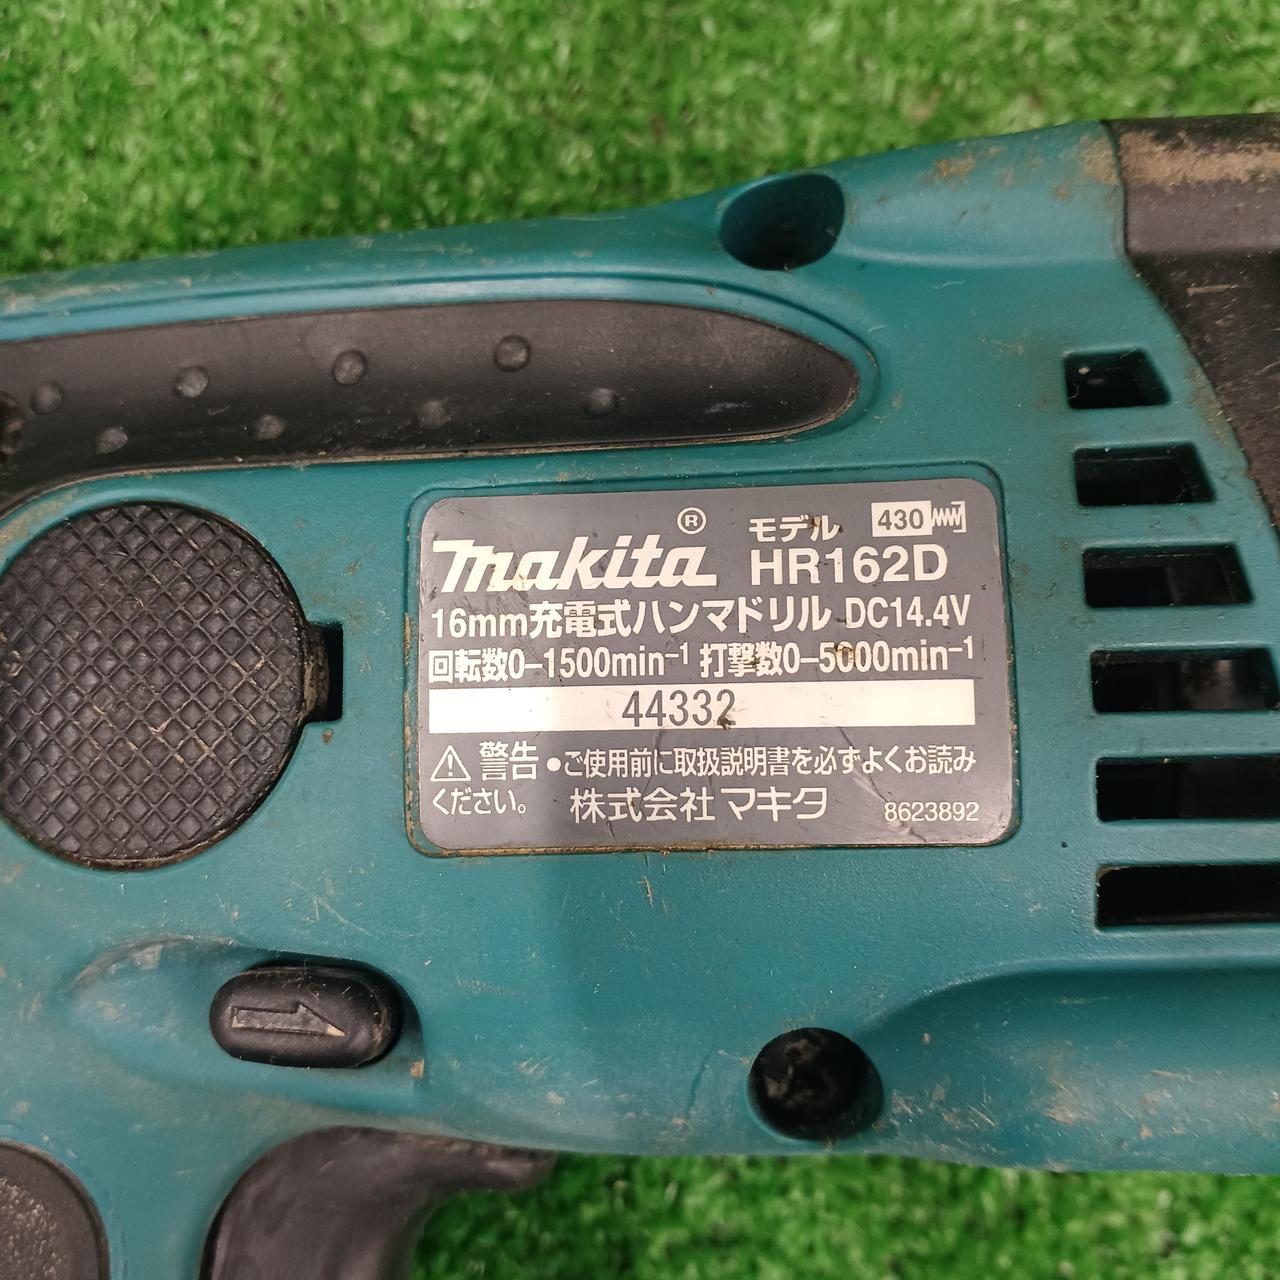 makita® モデル 430
HR162D
16mm充電式ハンマドリル DC14.4V
回転数0–1500min⁻¹ 打撃数0–5000min⁻¹
44332
⚠ 警告 ●ご使用前に取扱説明書を必ずよくお読み
ください。 株式会社 マキタ 8623892